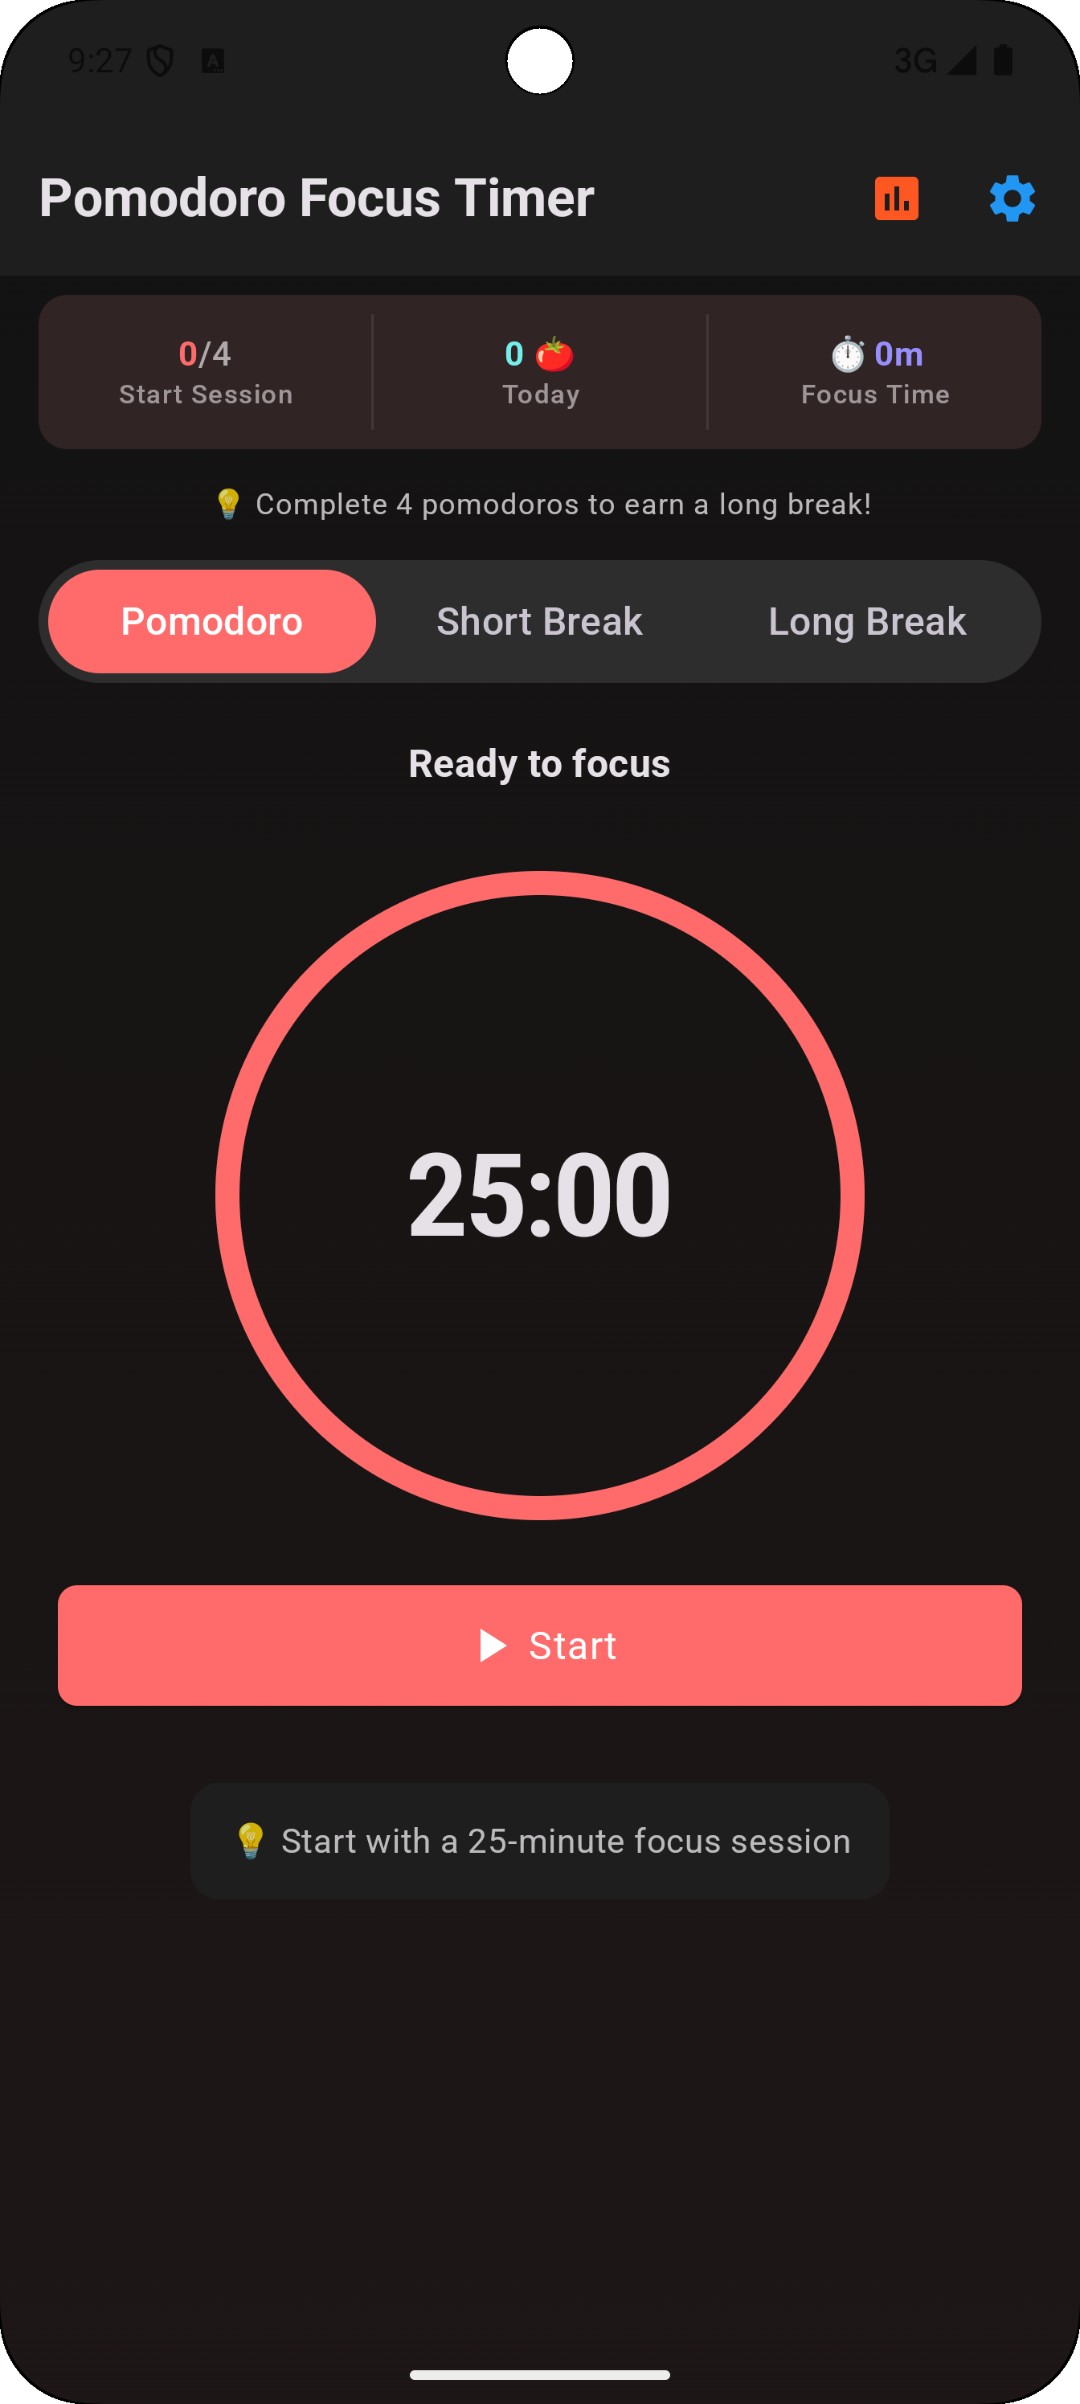 9:27
3G
Pomodoro Focus Timer
0/4
Start Session
0 🍅
Today
⏱️ 0m
Focus Time
💡 Complete 4 pomodoros to earn a long break!
Pomodoro
Short Break
Long Break
Ready to focus
25:00
Start
💡 Start with a 25-minute focus session